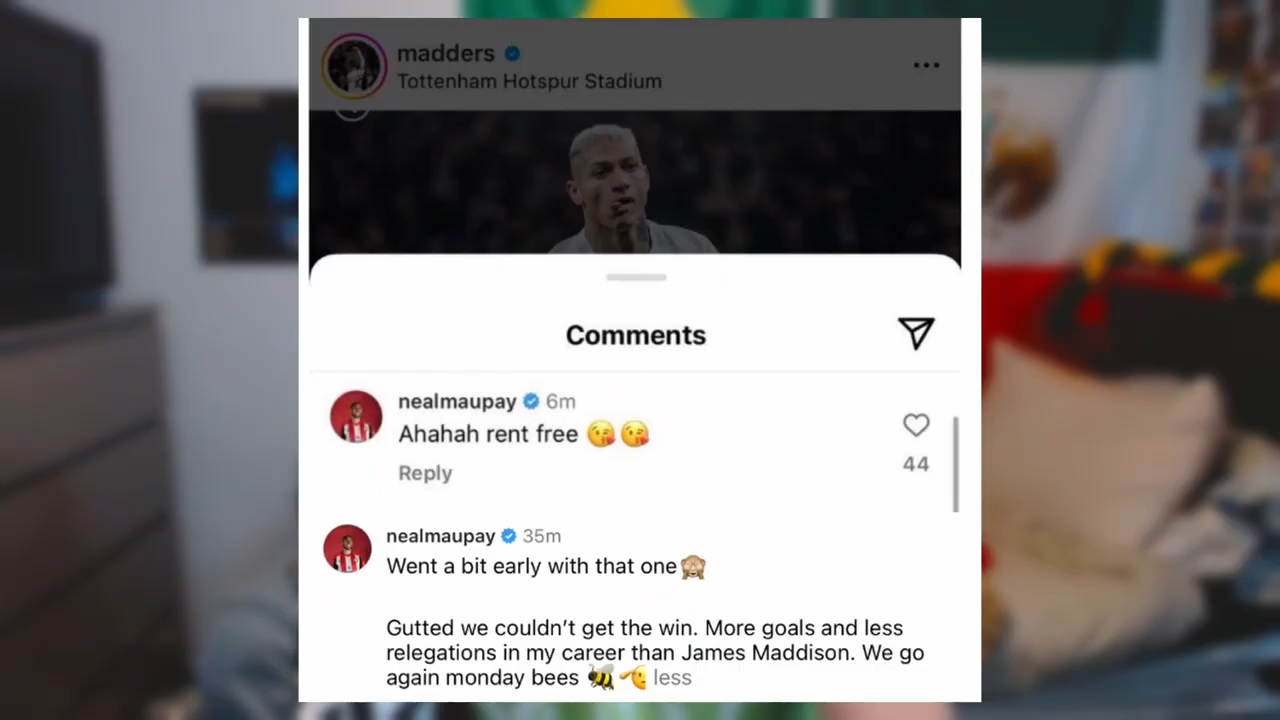 madders
Tottenham Hotspur Stadium
Comments
nealmaupay 6m
Ahahah rent free 😘 😘
Reply
44
nealmaupay 35m
Went a bit early with that one🙈
Gutted we couldn’t get the win. More goals and less
relegations in my career than James Maddison. We go
again monday bees 🐝 🫡 less